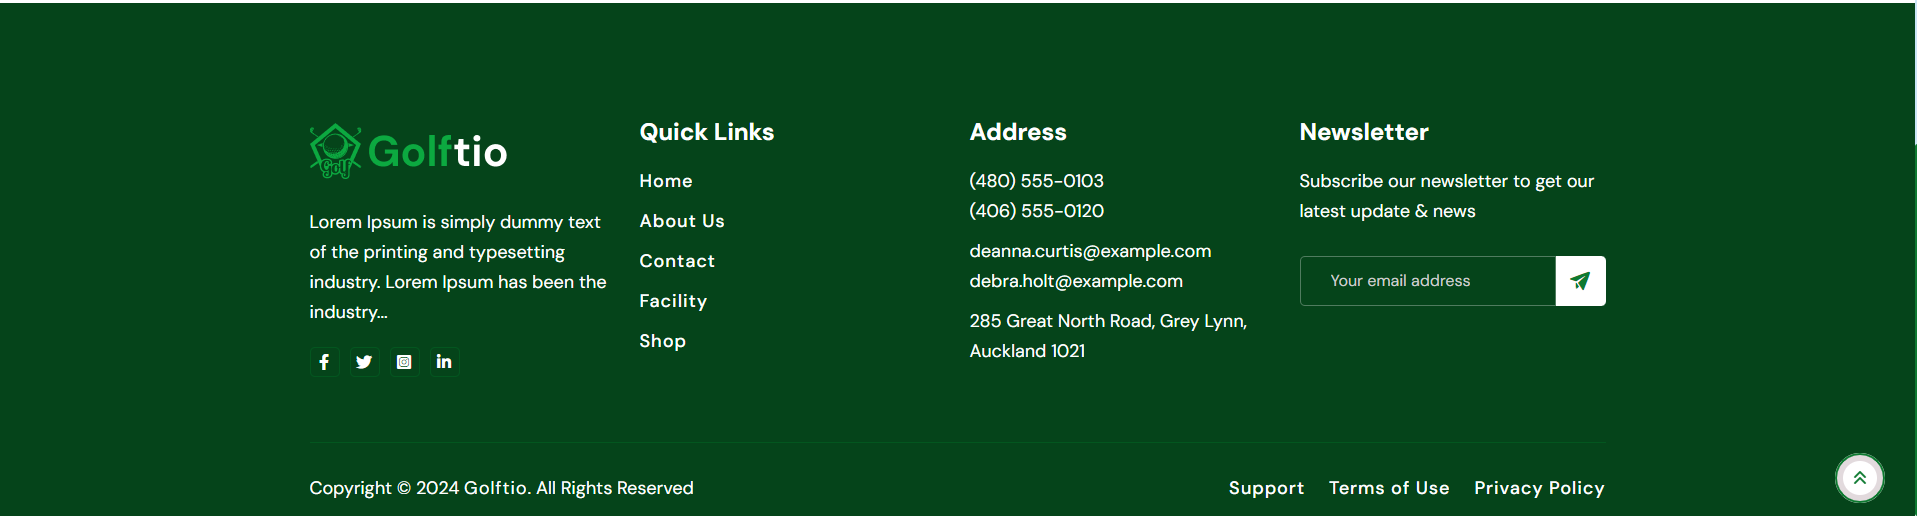 Golf
Golftio
Lorem Ipsum is simply dummy text
of the printing and typesetting
industry. Lorem Ipsum has been the
industry...
Quick Links
Home
About Us
Contact
Facility
Shop
Address
(480) 555-0103
(406) 555-0120
deanna.curtis@example.com
debra.holt@example.com
285 Great North Road, Grey Lynn,
Auckland 1021
Newsletter
Subscribe our newsletter to get our
latest update & news
Your email address
Copyright © 2024 Golftio. All Rights Reserved
Support Terms of Use Privacy Policy